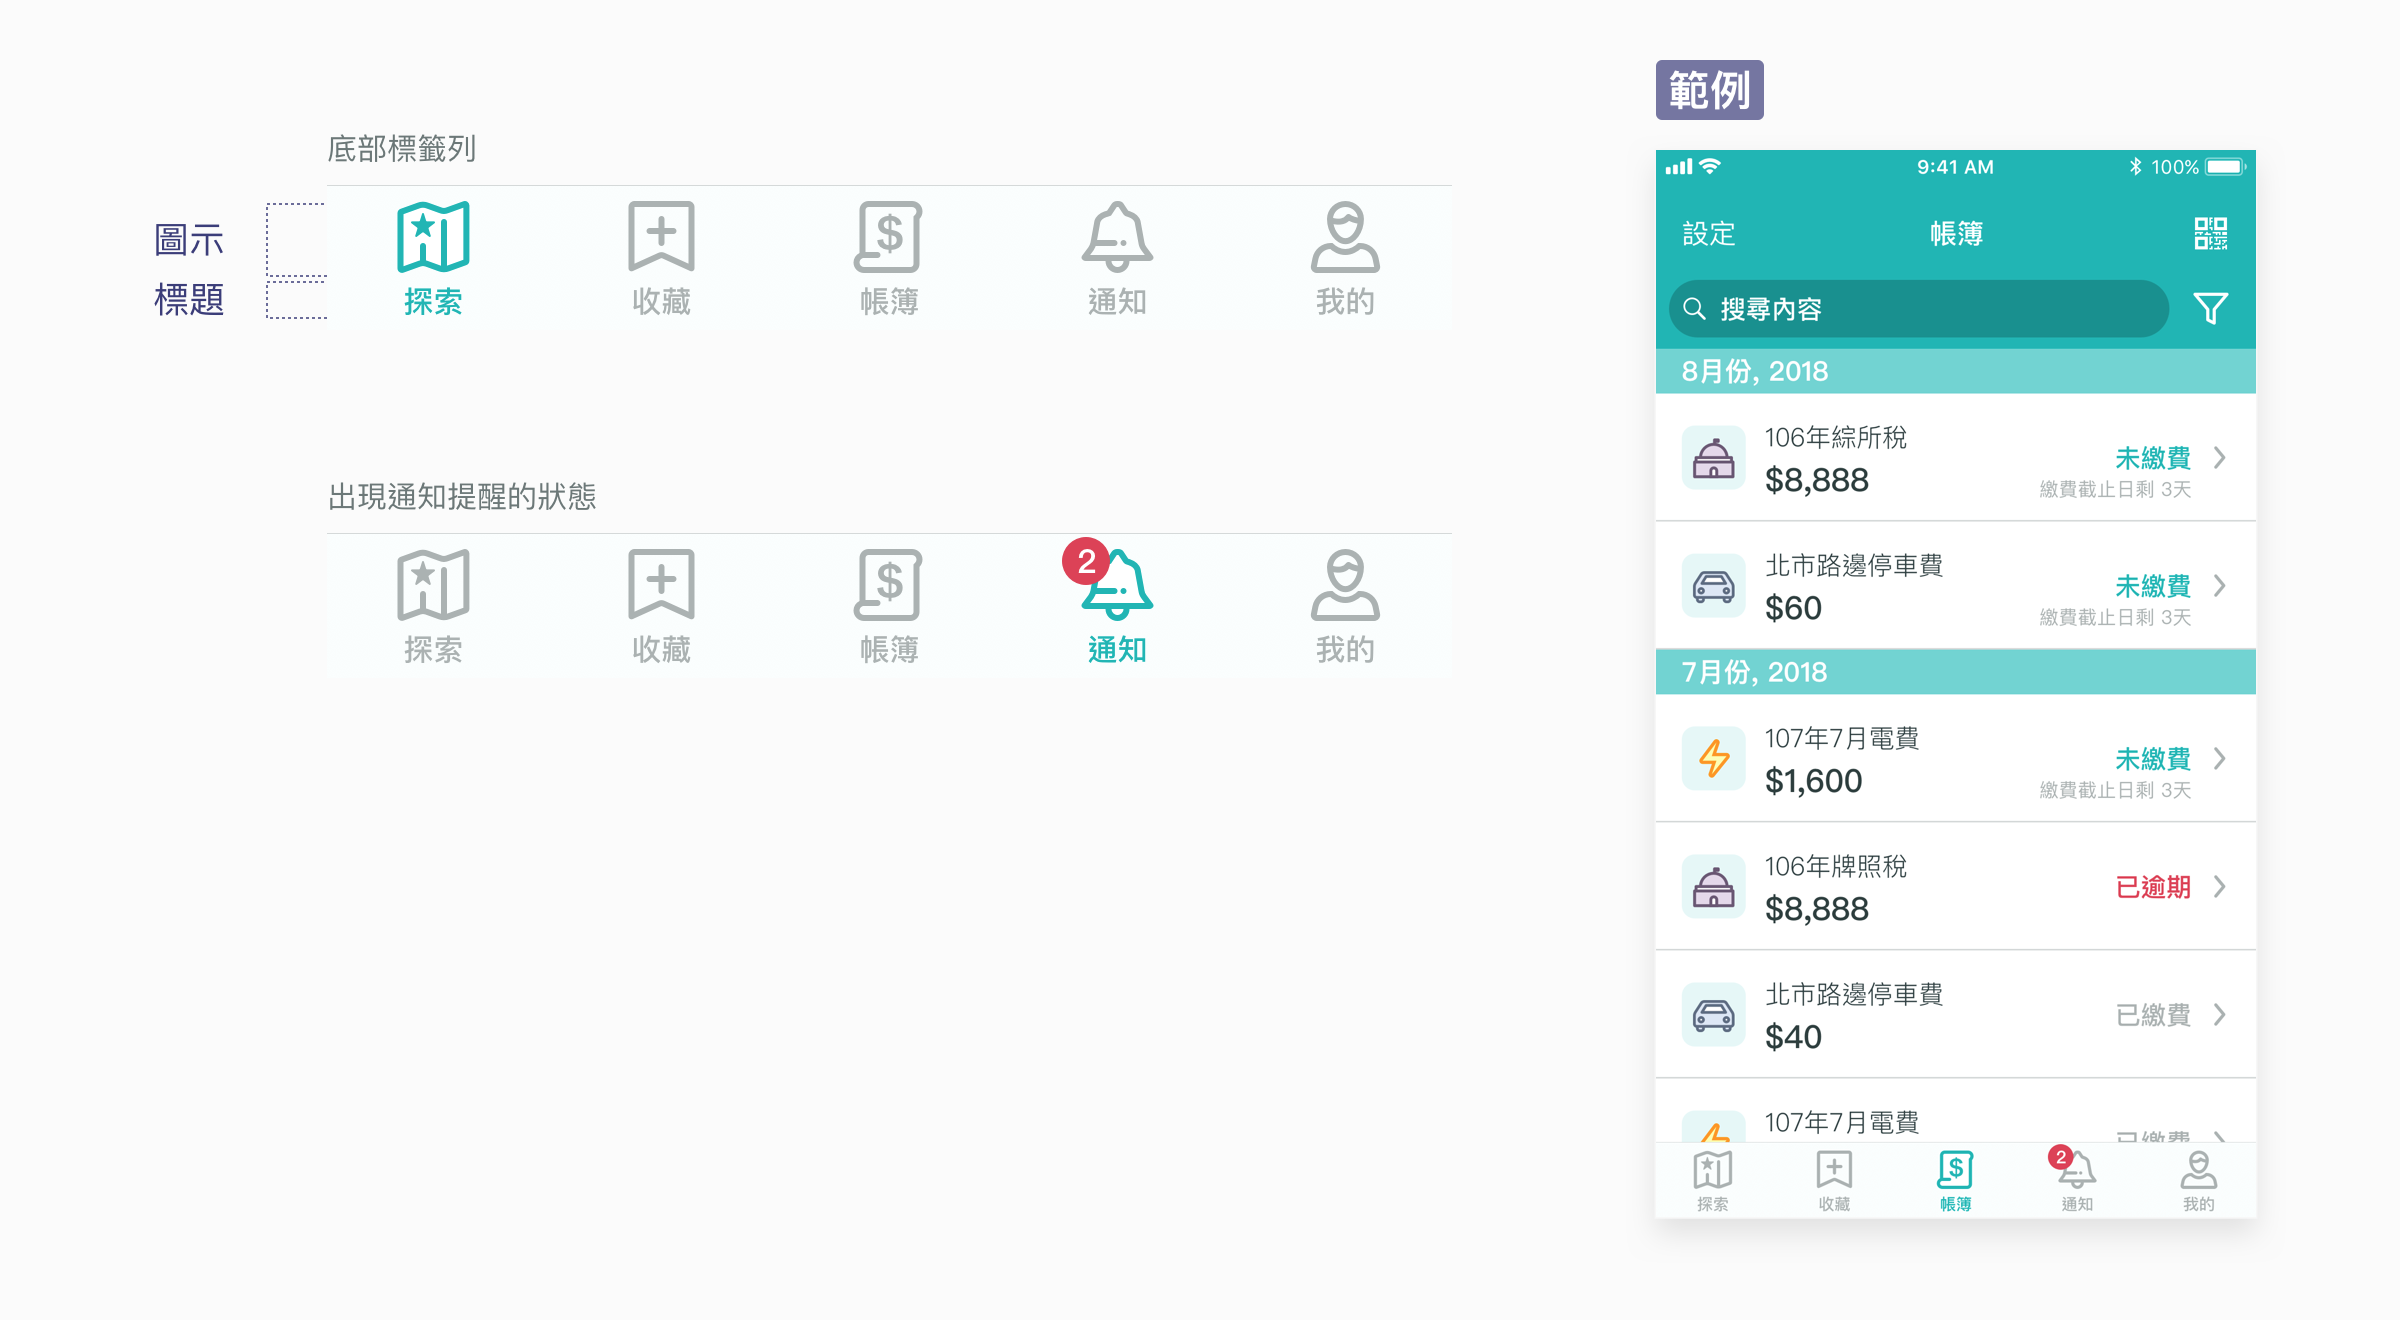 底部標籤列
圖示
標題
探索
收藏
帳簿
$
通知
我的
出現通知提醒的狀態
探索
收藏
帳簿
$
2
通知
我的
範例
9:41 AM
100%
設定
帳簿
搜尋內容
8月份, 2018
106年綜所稅
$8,888
未繳費
繳費截止日剩 3天
北市路邊停車費
$60
未繳費
繳費截止日剩 3天
7月份, 2018
107年7月電費
$1,600
未繳費
繳費截止日剩 3天
106年牌照稅
$8,888
已逾期
北市路邊停車費
$40
已繳費
107年7月電費
已繳費
探索
收藏
$
帳簿
2
通知
我的